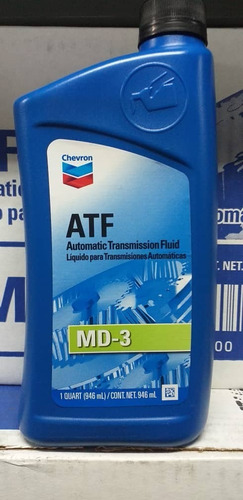 Chevron
ATF
Automatic Transmission Fluid
Líquido para Transmisiones Automáticas
MD-3
1 QUART (946 mL) / CONT. NET. 946 mL